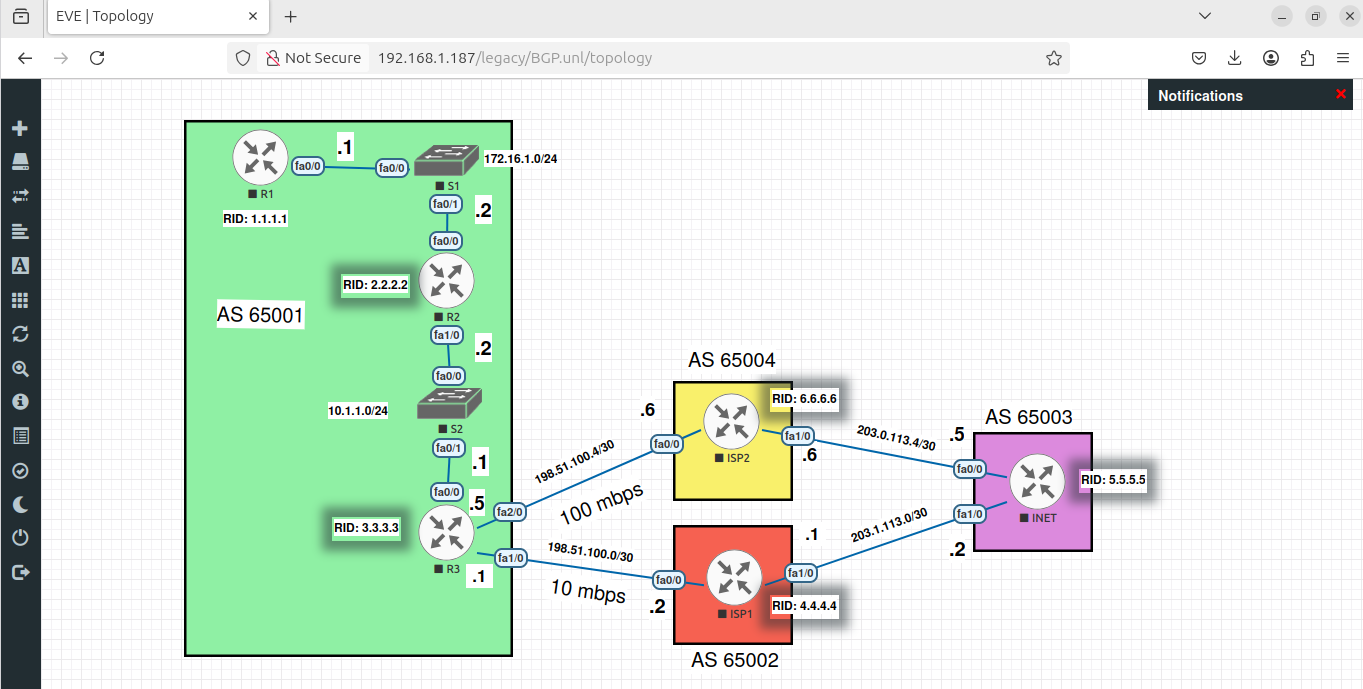 EVE | Topology
Not Secure
192.168.1.187/legacy/BGP.unl/topology
Notifications
fa0/0
.1
fa0/0
172.16.1.0/24
R1
S1
RID: 1.1.1.1
fa0/1
.2
fa0/0
RID: 2.2.2.2
AS 65001
R2
fa1/0
.2
fa0/0
10.1.1.0/24
S2
fa0/1
.1
fa0/0
.5
fa2/0
RID: 3.3.3.3
R3
fa1/0
.1
198.51.100.4/30
100 mbps
198.51.100.0/30
10 mbps
AS 65004
.6
RID: 6.6.6.6
fa0/0
fa1/0
ISP2
.6
203.0.113.4/30
AS 65003
.5
fa0/0
RID: 5.5.5.5
fa1/0
INET
.2
203.1.113.0/30
.1
fa0/0
fa1/0
.2
ISP1
RID: 4.4.4.4
AS 65002